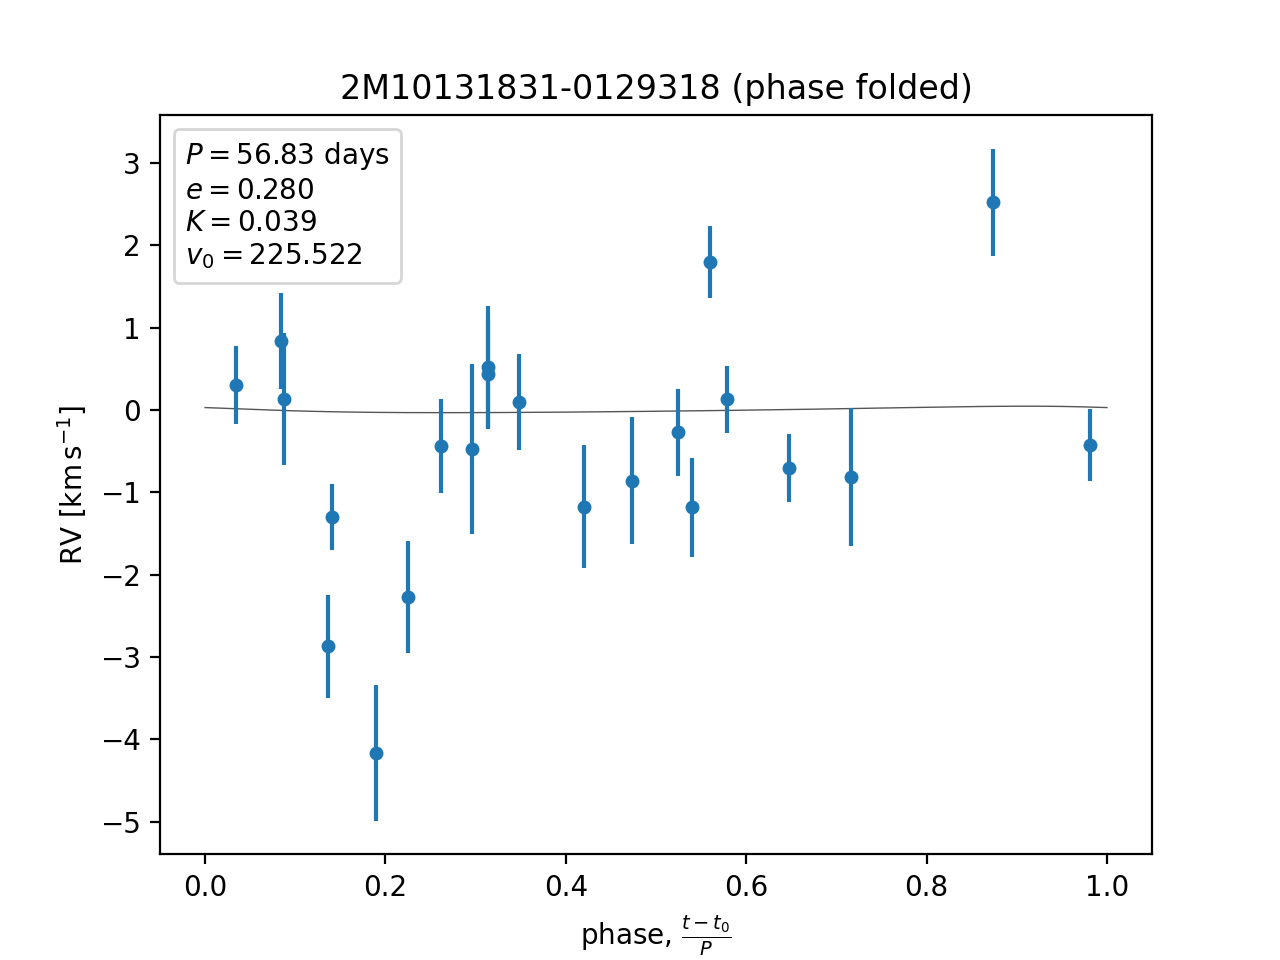 2M10131831-0129318 (phase folded)
P = 56.83 days
e = 0.280
K = 0.039
v₀ = 225.522
3
2
1
0
−1
−2
−3
−4
−5
RV [km s⁻¹]
0.0 0.2 0.4 0.6 0.8 1.0
phase, (t − t₀)/P